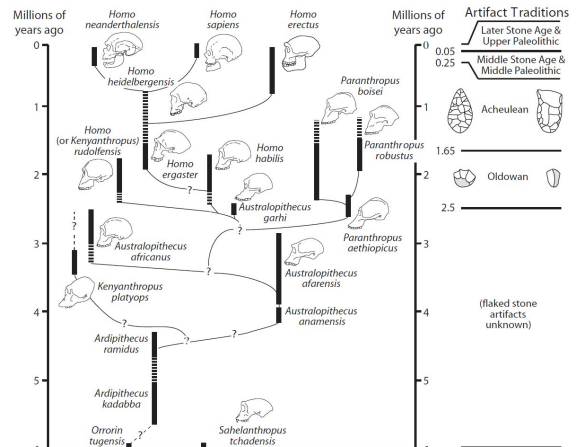 Millions of
years ago
Homo
neanderthalensis
Homo
sapiens
Homo
erectus
Millions of
years ago
Artifact Traditions
Later Stone Age &
Upper Paleolithic
0
0
0.05
0.25
Middle Stone Age &
Middle Paleolithic
Homo
heidelbergensis
Paranthropus
boisei
Acheulean
1
1
Homo
(or Kenyanthropus)
rudolfensis
Homo
ergaster
Homo
habilis
Paranthropus
robustus
1.65
2
2
?
Oldowan
Australopithecus
garhi
2.5
?
?
Paranthropus
aethiopicus
3
3
Australopithecus
africanus
?
Australopithecus
afarensis
Kenyanthropus
platyops
(flaked stone
artifacts
unknown)
4
4
Australopithecus
anamensis
?
?
?
Ardipithecus
ramidus
5
5
Ardipithecus
kadabba
Orrorin
tugensis
?
Sahelanthropus
tchadensis